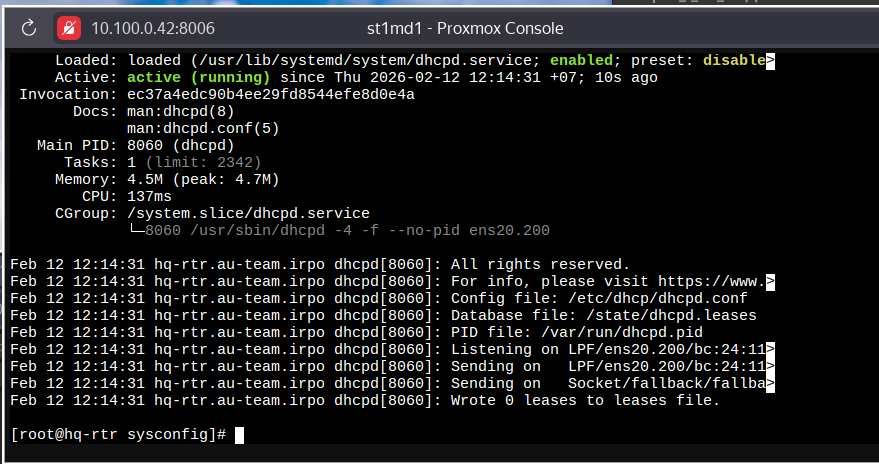 10.100.0.42:8006 st1md1 - Proxmox Console
Loaded: loaded (/usr/lib/systemd/system/dhcpd.service; enabled; preset: disable>
Active: active (running) since Thu 2026-02-12 12:14:31 +07; 10s ago
Invocation: ec37a4edc90b4ee29fd8544efe8d0e4a
Docs: man:dhcpd(8)
man:dhcpd.conf(5)
Main PID: 8060 (dhcpd)
Tasks: 1 (limit: 2342)
Memory: 4.5M (peak: 4.7M)
CPU: 137ms
CGroup: /system.slice/dhcpd.service
└─8060 /usr/sbin/dhcpd -4 -f --no-pid ens20.200
Feb 12 12:14:31 hq-rtr.au-team.irpo dhcpd[8060]: All rights reserved.
Feb 12 12:14:31 hq-rtr.au-team.irpo dhcpd[8060]: For info, please visit https://www.>
Feb 12 12:14:31 hq-rtr.au-team.irpo dhcpd[8060]: Config file: /etc/dhcp/dhcpd.conf
Feb 12 12:14:31 hq-rtr.au-team.irpo dhcpd[8060]: Database file: /state/dhcpd.leases
Feb 12 12:14:31 hq-rtr.au-team.irpo dhcpd[8060]: PID file: /var/run/dhcpd.pid
Feb 12 12:14:31 hq-rtr.au-team.irpo dhcpd[8060]: Listening on LPF/ens20.200/bc:24:11>
Feb 12 12:14:31 hq-rtr.au-team.irpo dhcpd[8060]: Sending on   LPF/ens20.200/bc:24:11>
Feb 12 12:14:31 hq-rtr.au-team.irpo dhcpd[8060]: Sending on   Socket/fallback/fallba>
Feb 12 12:14:31 hq-rtr.au-team.irpo dhcpd[8060]: Wrote 0 leases to leases file.
[root@hq-rtr sysconfig]#